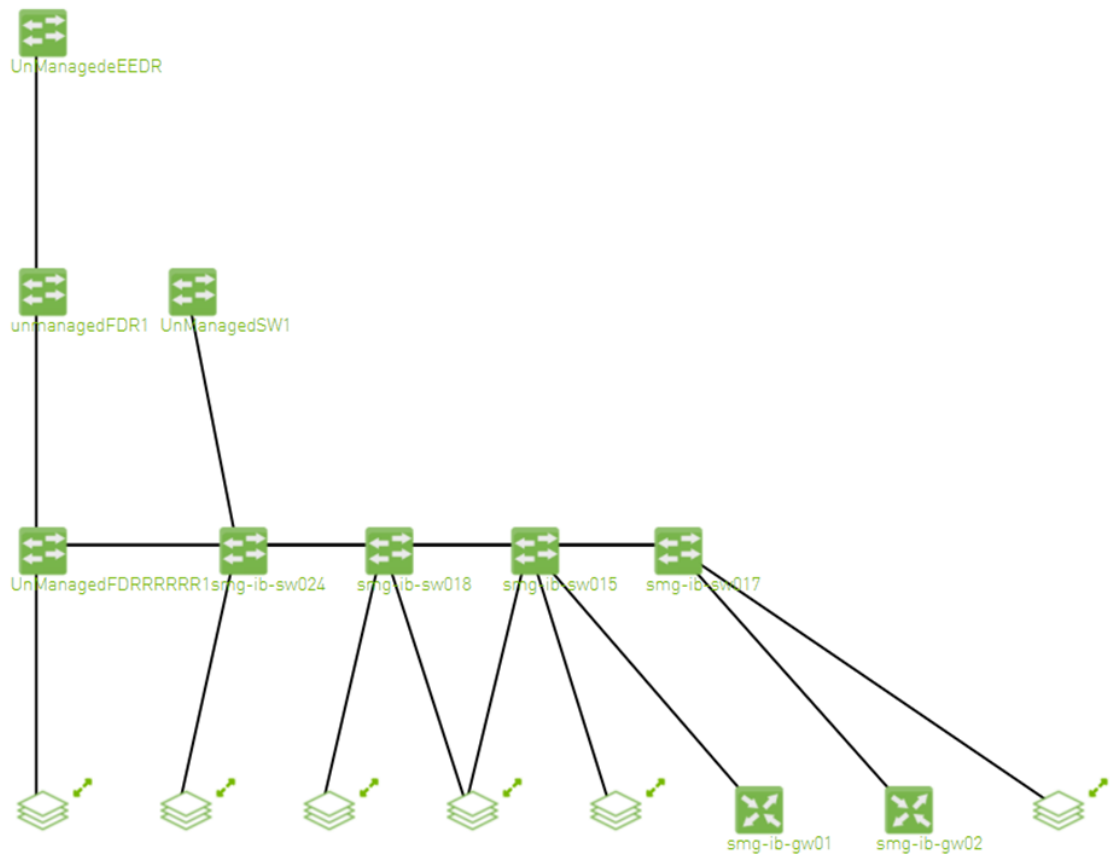 UnManagedeEEDR
unmanagedFDR1 UnManagedSW1
UnManagedFDRRRRRR1 smg-ib-sw024 smg-ib-sw018 smg-ib-sw015 smg-ib-sw017
smg-ib-gw01 smg-ib-gw02